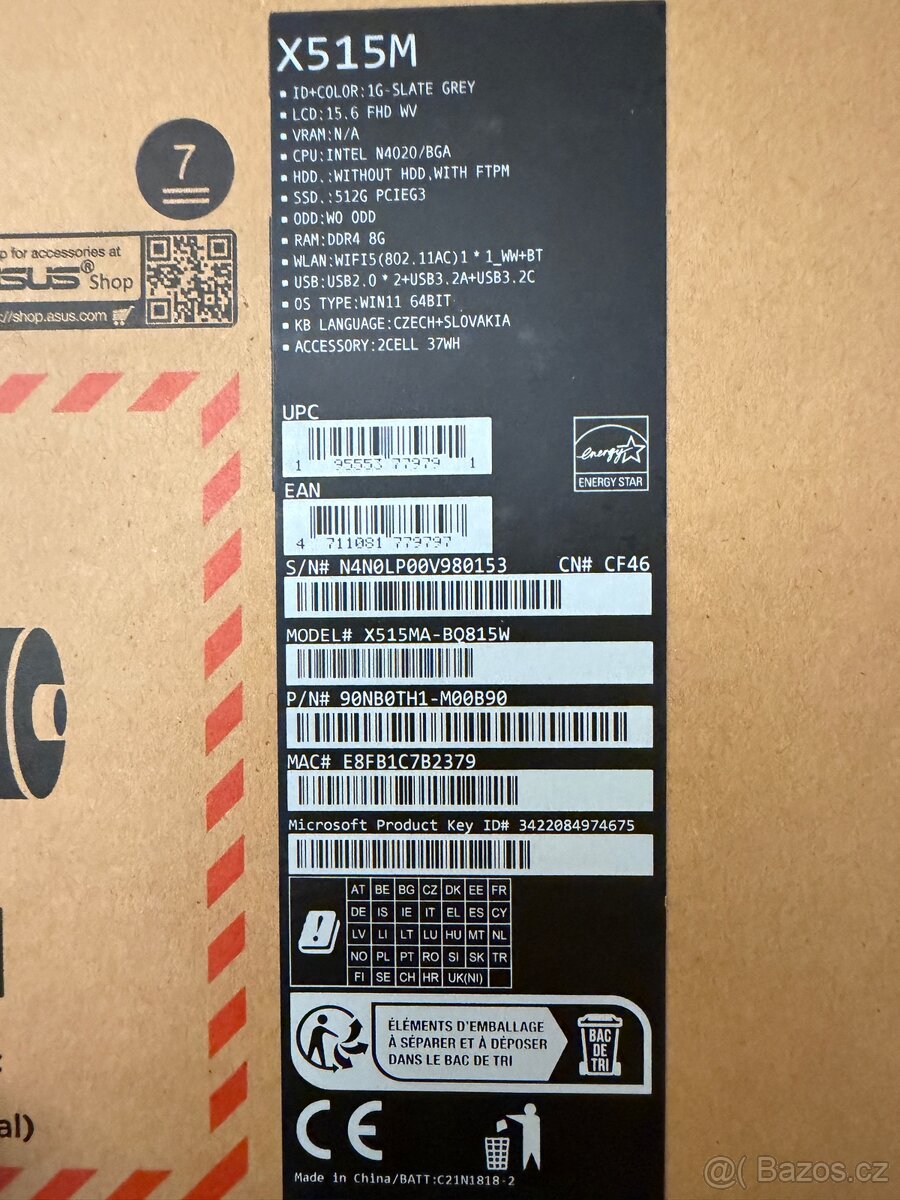 X515M
▪ ID+COLOR:1G-SLATE GREY
▪ LCD:15.6 FHD WV
▪ VRAM:N/A
▪ CPU:INTEL N4020/BGA
▪ HDD.:WITHOUT HDD,WITH FTPM
▪ SSD.:512G PCIEG3
▪ ODD:WO ODD
▪ RAM:DDR4 8G
▪ WLAN:WIFI5(802.11AC)1*1_WW+BT
▪ USB:USB2.0*2+USB3.2A+USB3.2C
▪ OS TYPE:WIN11 64BIT
▪ KB LANGUAGE:CZECH+SLOVAKIA
▪ ACCESSORY:2CELL 37WH
7
p for accessories at
SUS® Shop
://shop.asus.com
UPC
1 95553 77979 1
energy
ENERGY STAR
EAN
4 711081 779797
S/N# N4N0LP00V980153 CN# CF46
MODEL# X515MA-BQ815W
P/N# 90NB0TH1-M00B90
MAC# E8FB1C7B2379
Microsoft Product Key ID# 3422084974675
AT BE BG CZ DK EE FR
DE IS IE IT EL ES CY
LV LI LT LU HU MT NL
NO PL PT RO SI SK TR
FI SE CH HR UK(NI)
ÉLÉMENTS D'EMBALLAGE
À SÉPARER ET À DÉPOSER
DANS LE BAC DE TRI
BAC
DE
TRI
al)
CE
Made in China/BATT:C21N1818-2
@( Bazos.cz